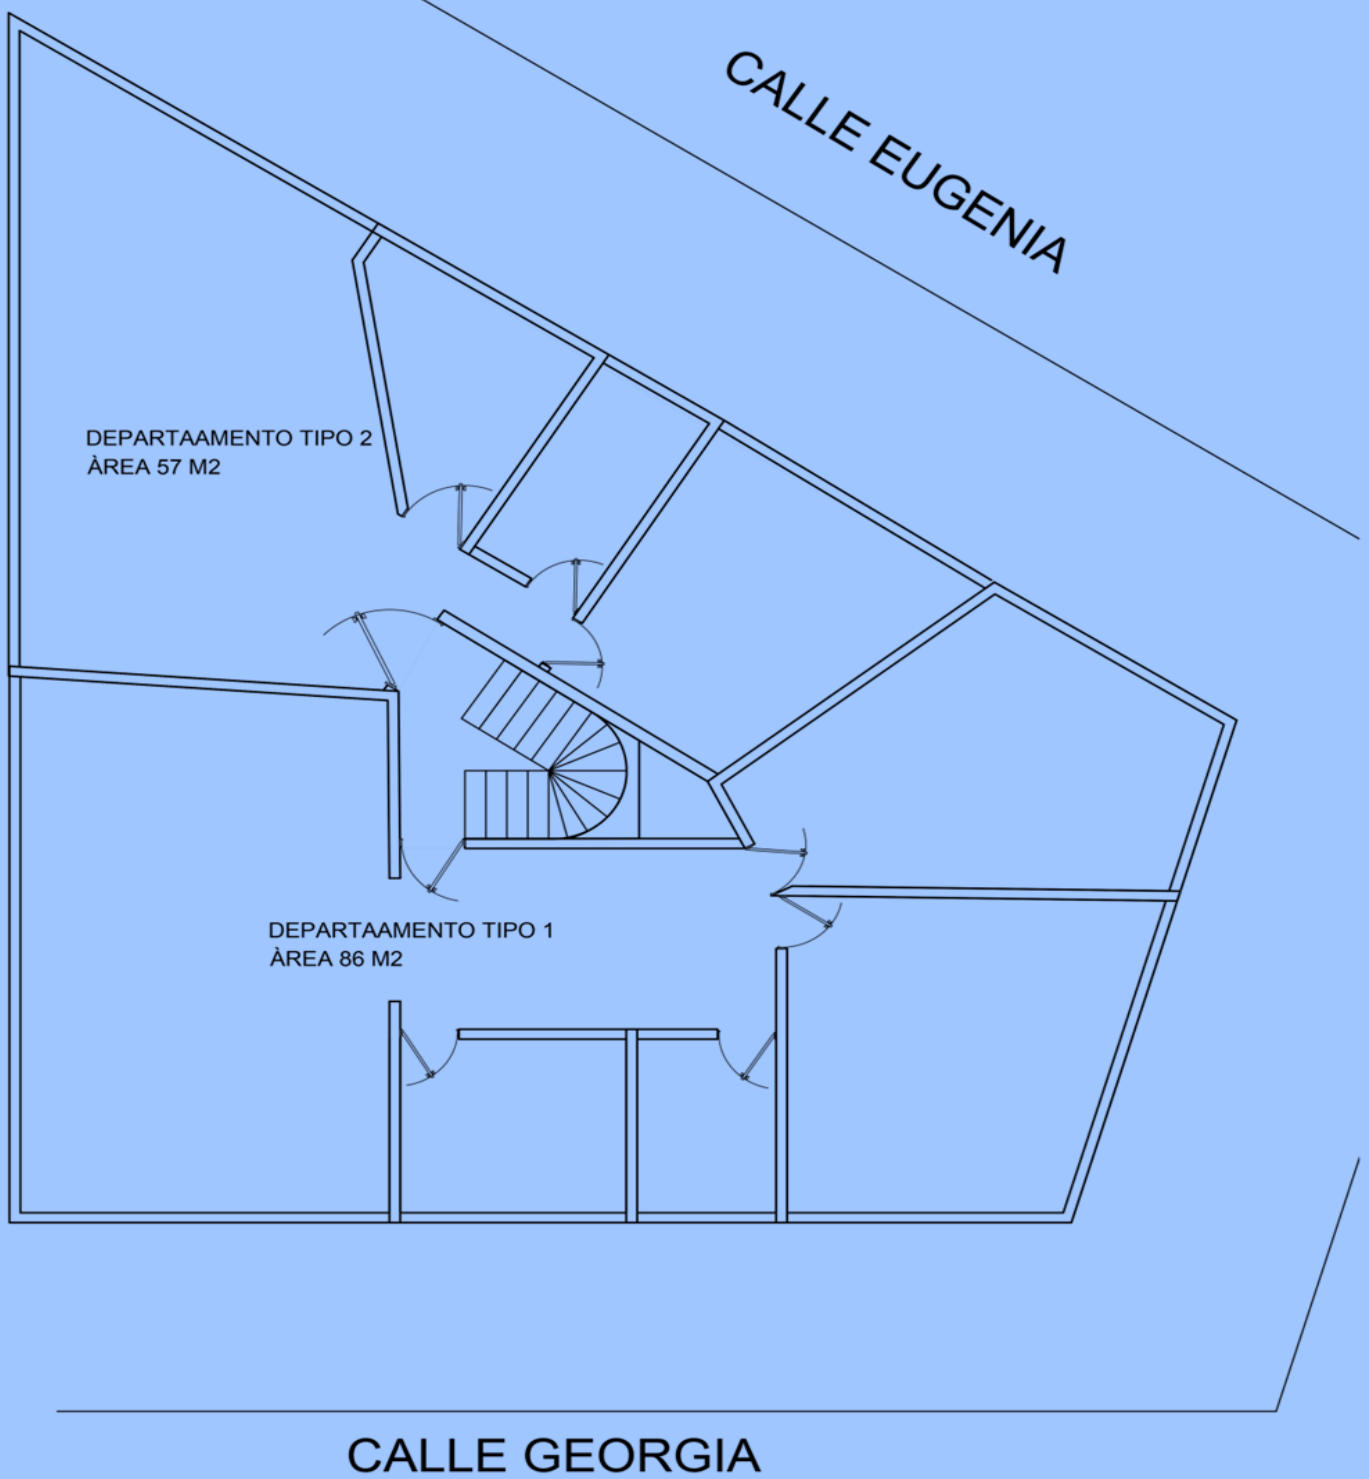 CALLE EUGENIA
DEPARTAAMENTO TIPO 2
ÀREA 57 M2
DEPARTAAMENTO TIPO 1
ÀREA 86 M2
CALLE GEORGIA